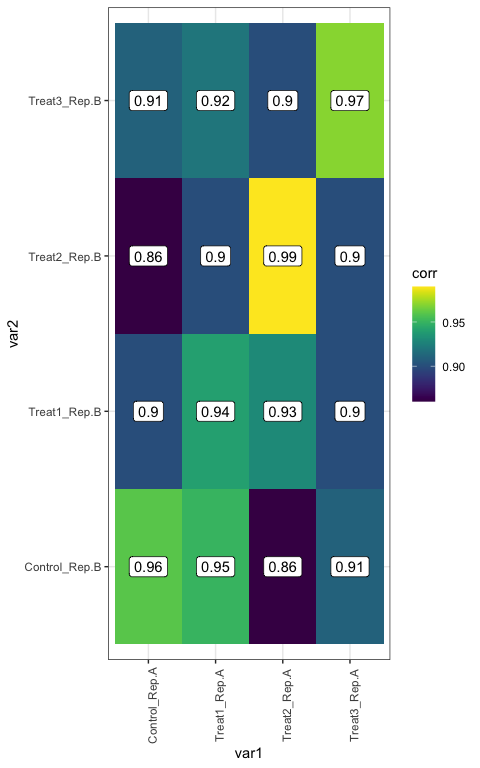 Treat3_Rep.B
0.91 0.92 0.9 0.97
Treat2_Rep.B
0.86 0.9 0.99 0.9
Treat1_Rep.B
0.9 0.94 0.93 0.9
Control_Rep.B
0.96 0.95 0.86 0.91
var2
Control_Rep.A
Treat1_Rep.A
Treat2_Rep.A
Treat3_Rep.A
var1
corr
0.95
0.90